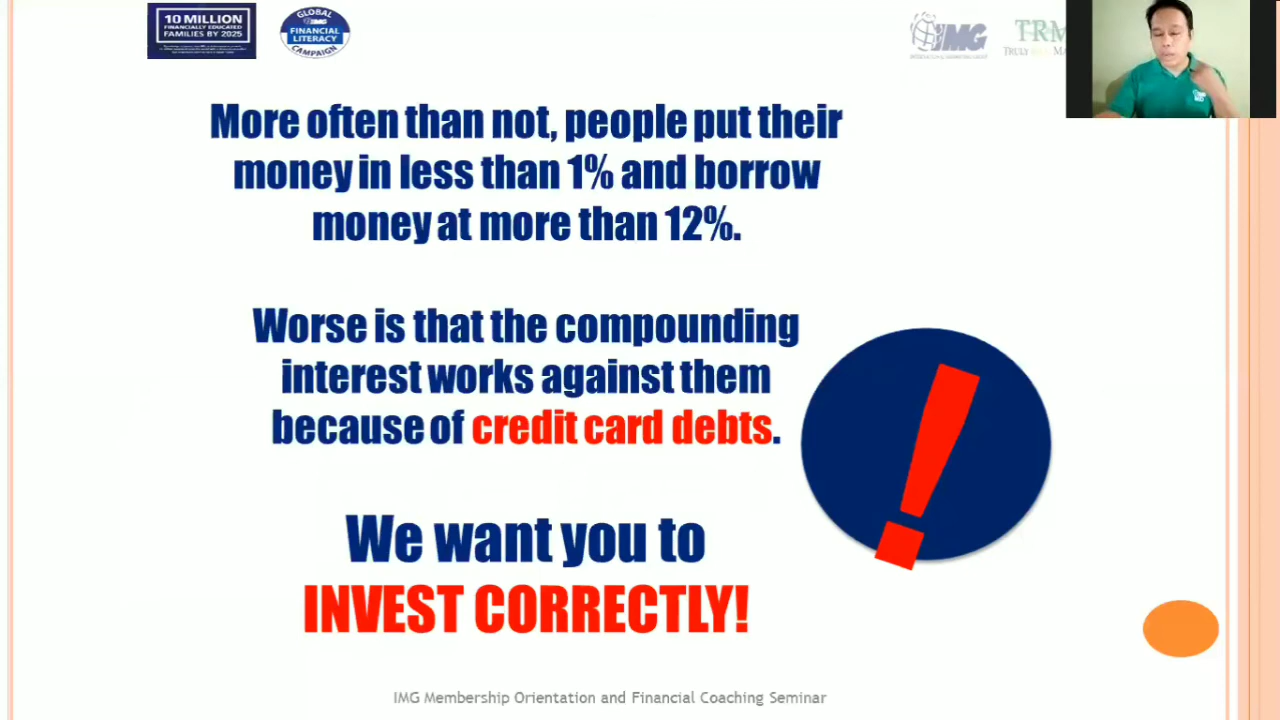 10 MILLION
FINANCIALLY EDUCATED
FAMILIES BY 2025
GLOBAL
IMG
FINANCIAL
LITERACY
CAMPAIGN
IMG
TRM
TRULY
More often than not, people put their
money in less than 1% and borrow
money at more than 12%.
Worse is that the compounding
interest works against them
because of credit card debts.
We want you to
INVEST CORRECTLY!
IMG Membership Orientation and Financial Coaching Seminar